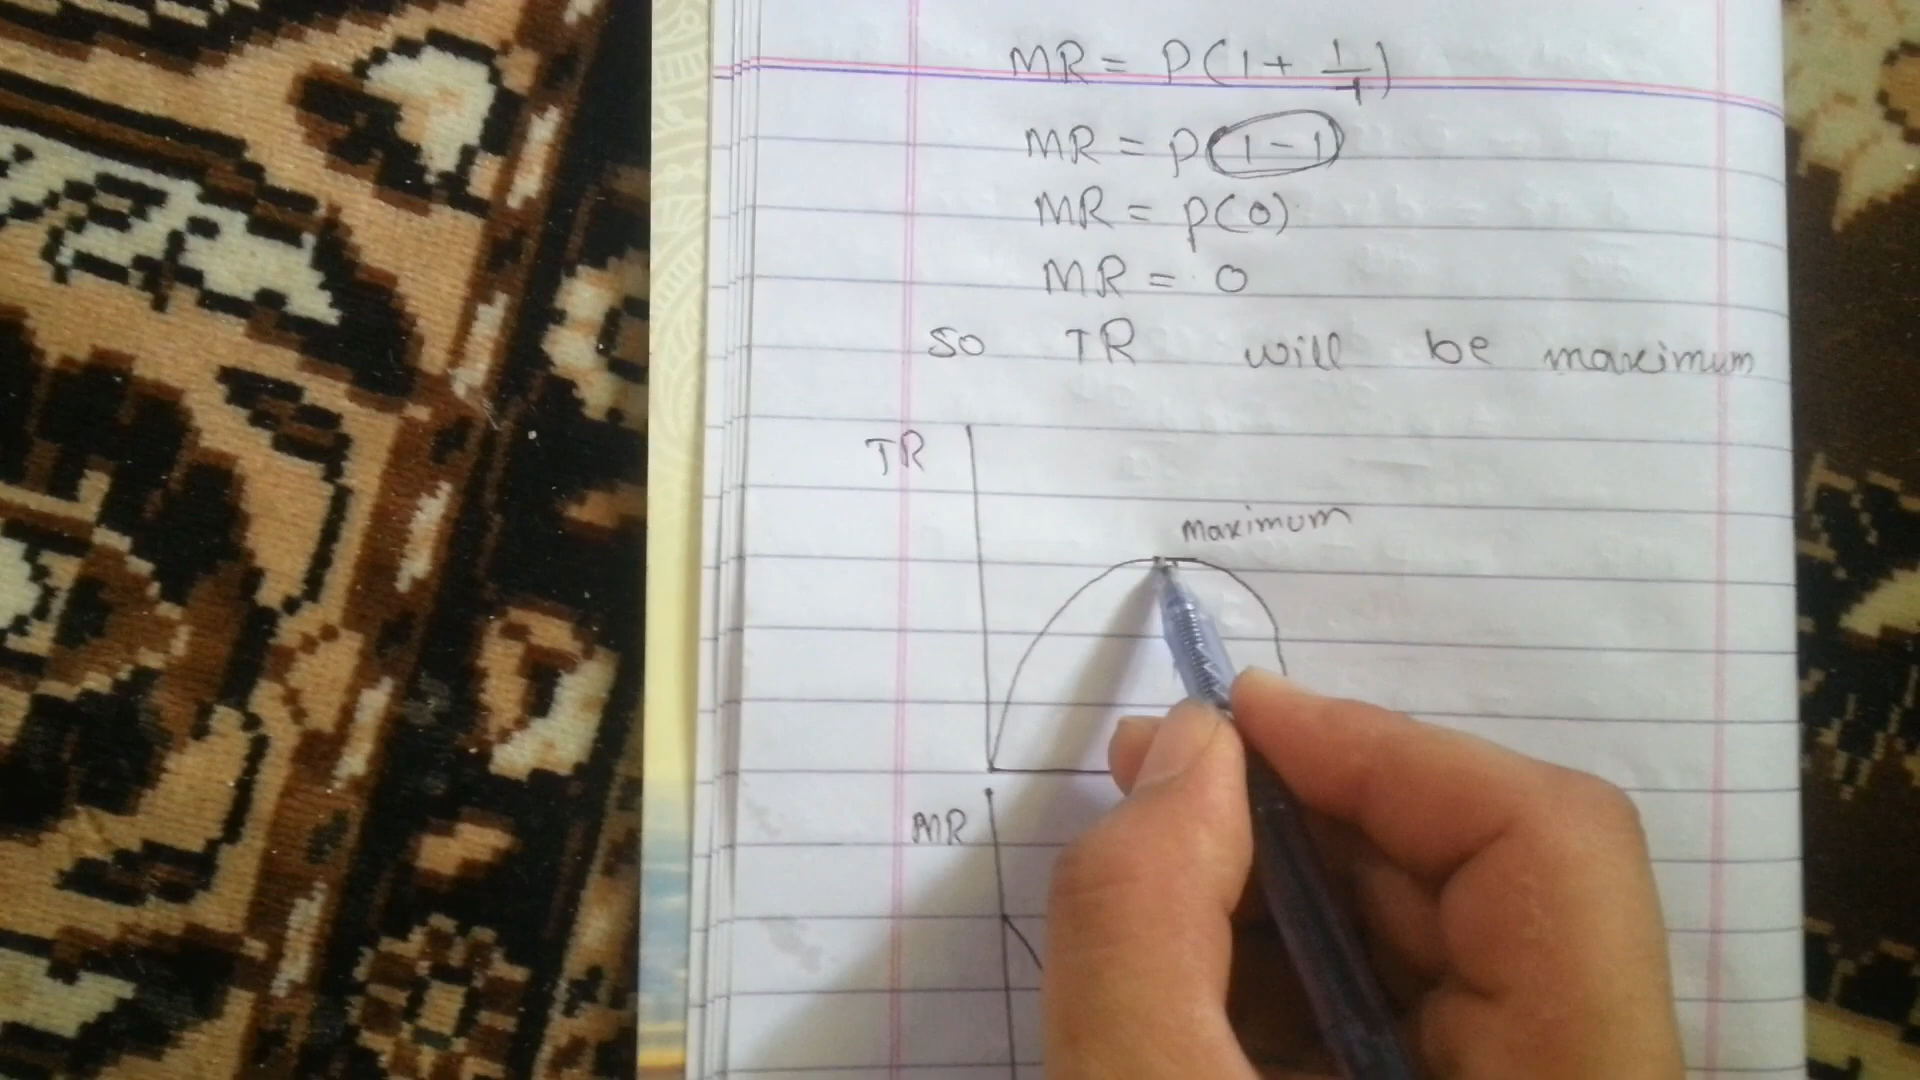 MR = P(1 + 1/-1)
MR = P(1 - 1)
MR = P(0)
MR = 0
so TR will be maximum
TR
Maximum
MR